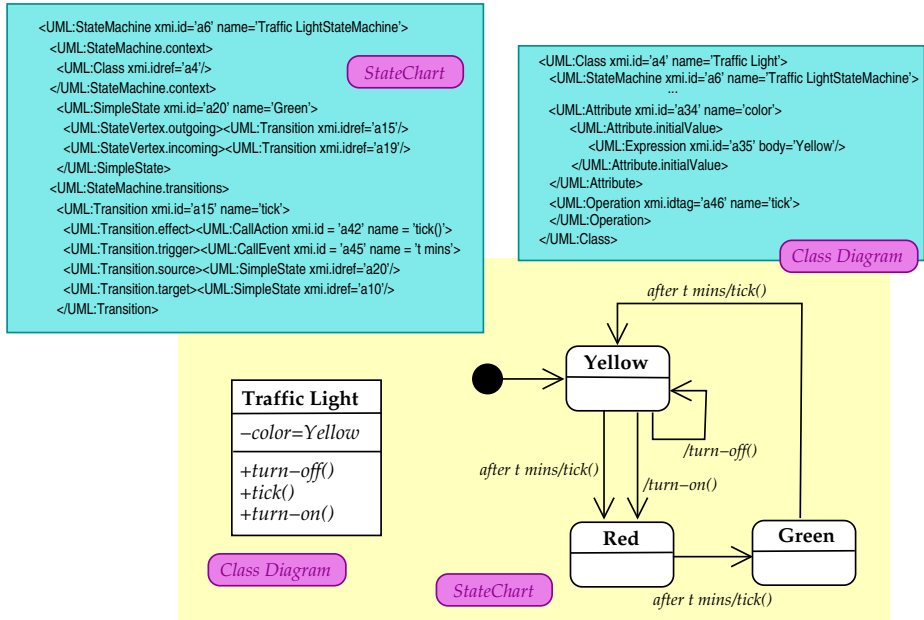 <UML:StateMachine xmi.id='a6' name='Traffic LightStateMachine'>
<UML:StateMachine.context>
<UML:Class xmi.idref='a4'/>
</UML:StateMachine.context>
<UML:SimpleState xmi.id='a20' name='Green'>
<UML:StateVertex.outgoing><UML:Transition xmi.idref='a15'/>
<UML:StateVertex.incoming><UML:Transition xmi.idref='a19'/>
</UML:SimpleState>
<UML:StateMachine.transitions>
<UML:Transition xmi.id='a15' name='tick'>
<UML:Transition.effect><UML:CallAction xmi.id = 'a42' name = 'tick()'>
<UML:Transition.trigger><UML:CallEvent xmi.id = 'a45' name = 't mins'>
<UML:Transition.source><UML:SimpleState xmi.idref='a20'/>
<UML:Transition.target><UML:SimpleState xmi.idref='a10'/>
</UML:Transition>
StateChart
<UML:Class xmi.id='a4' name='Traffic Light'>
<UML:StateMachine xmi.id='a6' name='Traffic LightStateMachine'>
...
<UML:Attribute xmi.id='a34' name='color'>
<UML:Attribute.initialValue>
<UML:Expression xmi.id='a35' body='Yellow'/>
</UML:Attribute.initialValue>
</UML:Attribute>
<UML:Operation xmi.idtag='a46' name='tick'>
</UML:Operation>
</UML:Class>
Class Diagram
Traffic Light
−color=Yellow
+turn−off()
+tick()
+turn−on()
Class Diagram
after t mins/tick()
Yellow
/turn−off()
after t mins/tick()
/turn−on()
Red
Green
after t mins/tick()
StateChart